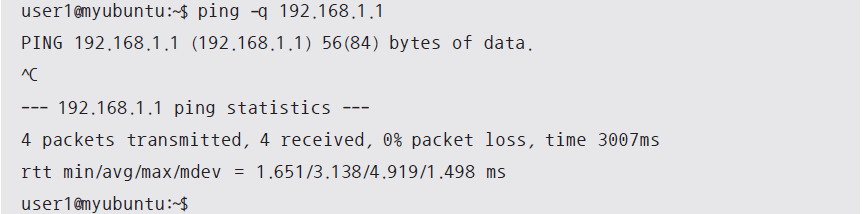 user1@myubuntu:~$ ping -q 192.168.1.1
PING 192.168.1.1 (192.168.1.1) 56(84) bytes of data.
^C
--- 192.168.1.1 ping statistics ---
4 packets transmitted, 4 received, 0% packet loss, time 3007ms
rtt min/avg/max/mdev = 1.651/3.138/4.919/1.498 ms
user1@myubuntu:~$